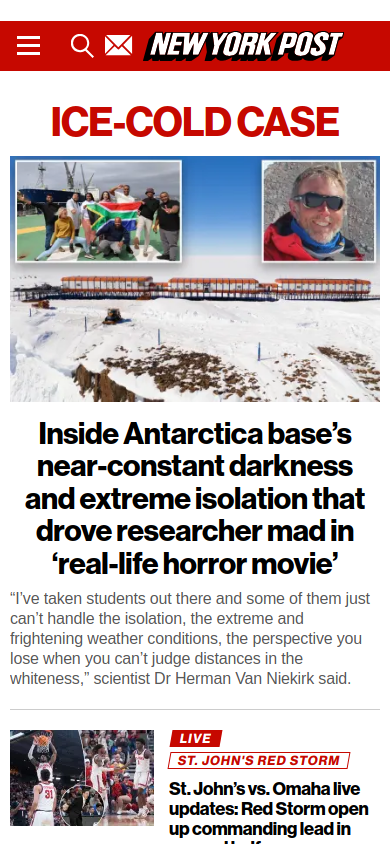 NEW YORK POST
ICE-COLD CASE
Inside Antarctica base’s
near-constant darkness
and extreme isolation that
drove researcher mad in
‘real-life horror movie’
“I’ve taken students out there and some of them just
can’t handle the isolation, the extreme and
frightening weather conditions, the perspective you
lose when you can’t judge distances in the
whiteness,” scientist Dr Herman Van Niekirk said.
LIVE
ST. JOHN'S RED STORM
31
St. John’s vs. Omaha live
updates: Red Storm open
up commanding lead in